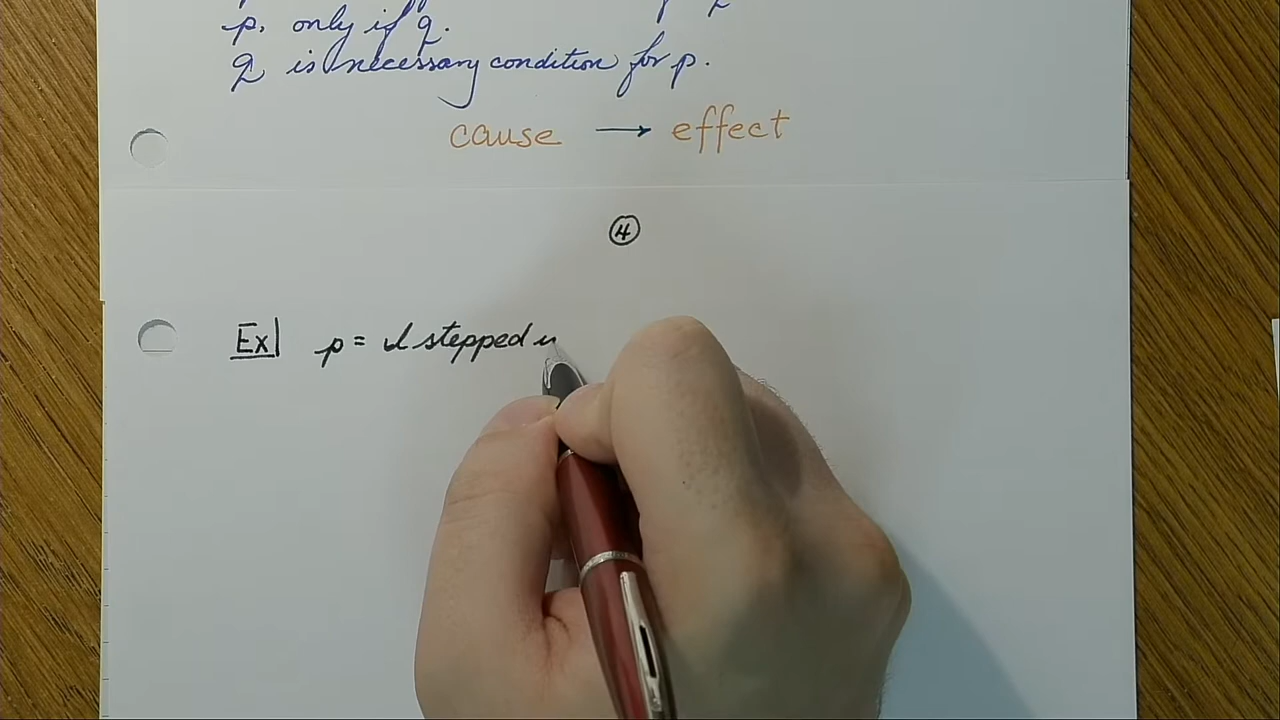 p, only if q.
q is necessary condition for p.
cause → effect
4
Ex p = I stepped